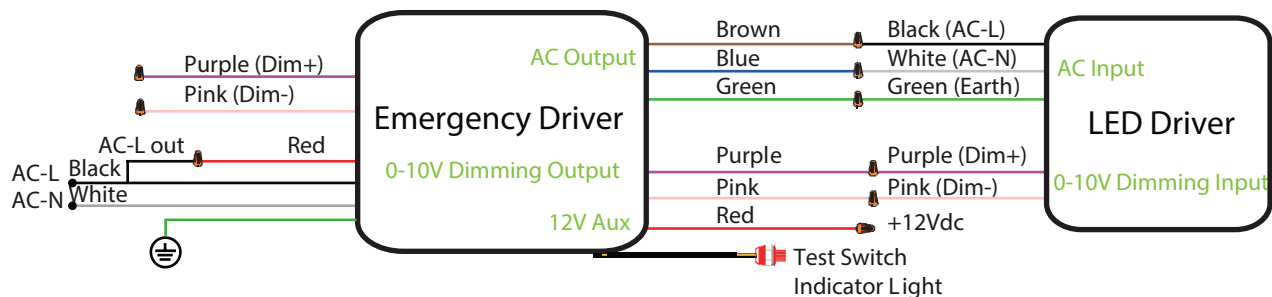 Purple (Dim+)
Pink (Dim-)
AC-L out
Red
AC-L
Black
AC-N
White
AC Output
Emergency Driver
0-10V Dimming Output
12V Aux
Brown
Black (AC-L)
Blue
White (AC-N)
Green
Green (Earth)
Purple
Purple (Dim+)
Pink
Pink (Dim-)
Red
+12Vdc
Test Switch
Indicator Light
AC Input
LED Driver
0-10V Dimming Input